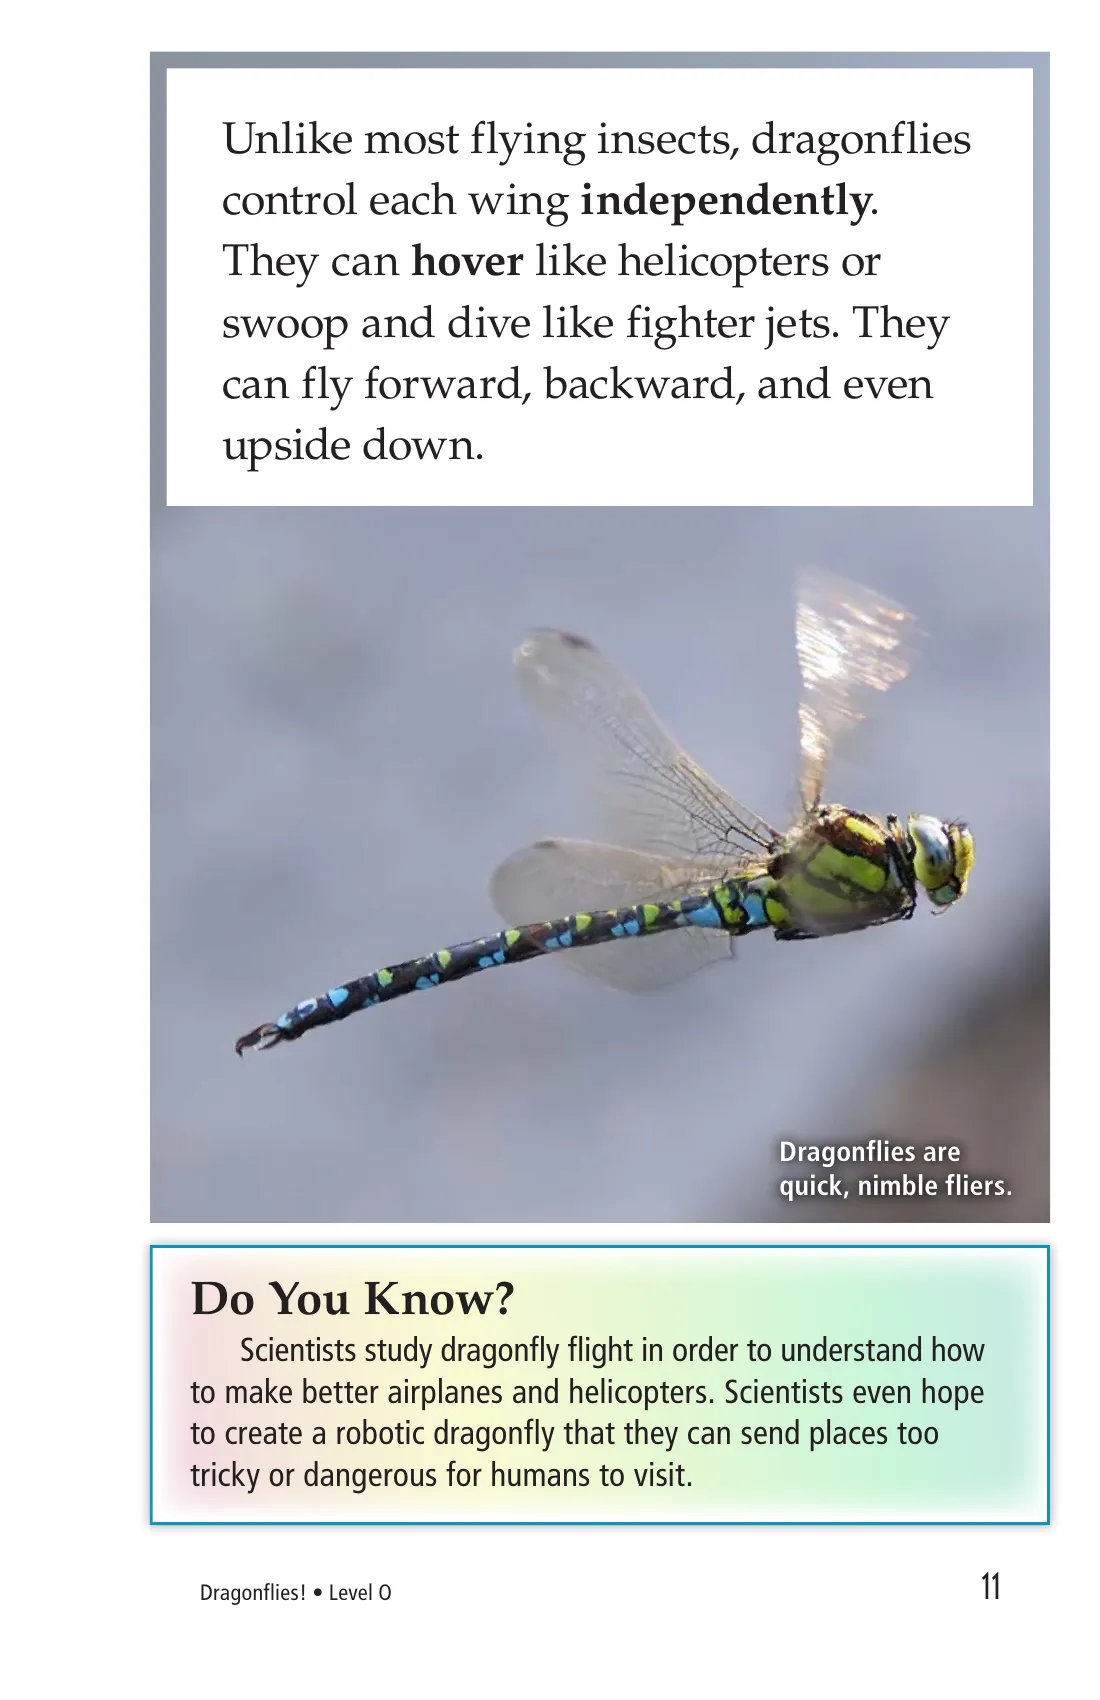 Unlike most flying insects, dragonflies
control each wing independently.
They can hover like helicopters or
swoop and dive like fighter jets. They
can fly forward, backward, and even
upside down.
Dragonflies are
quick, nimble fliers.
Do You Know?
Scientists study dragonfly flight in order to understand how
to make better airplanes and helicopters. Scientists even hope
to create a robotic dragonfly that they can send places too
tricky or dangerous for humans to visit.
Dragonflies! • Level O
11